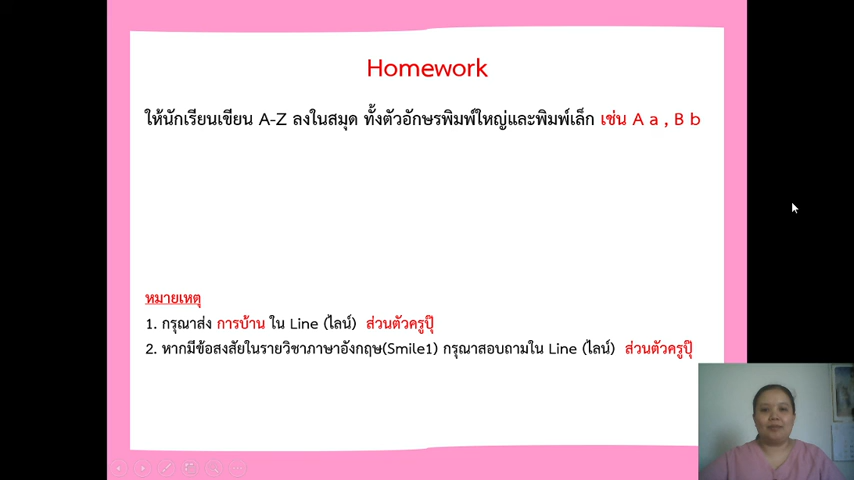 Homework
ให้นักเรียนเขียน A-Z ลงในสมุด ทั้งตัวอักษรพิมพ์ใหญ่และพิมพ์เล็ก เช่น A a , B b
หมายเหตุ
1. กรุณาส่ง การบ้าน ใน Line (ไลน์) ส่วนตัวครูปุ๊
2. หากมีข้อสงสัยในรายวิชาภาษาอังกฤษ(Smile1) กรุณาสอบถามใน Line (ไลน์) ส่วนตัวครูปุ๊